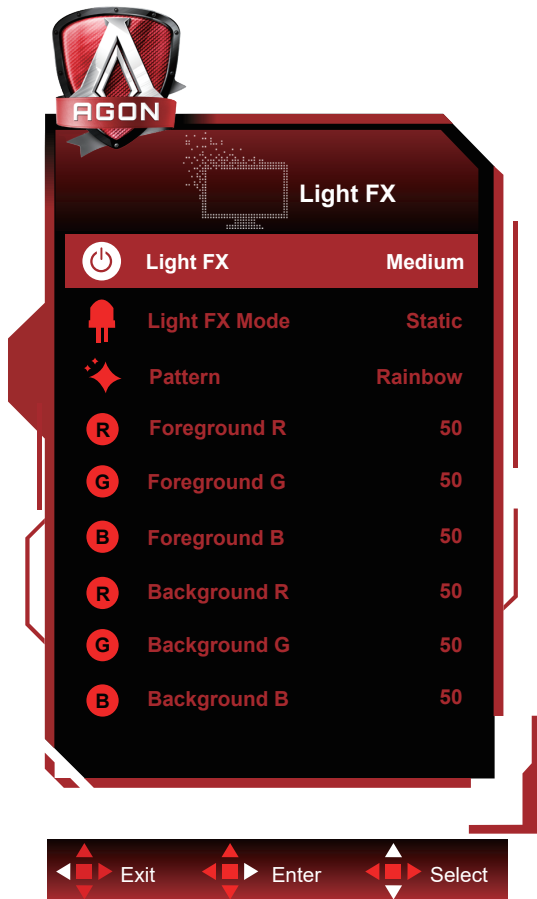 AGON
Light FX
Light FX Medium
Light FX Mode Static
Pattern Rainbow
R Foreground R 50
G Foreground G 50
B Foreground B 50
R Background R 50
G Background G 50
B Background B 50
Exit Enter Select